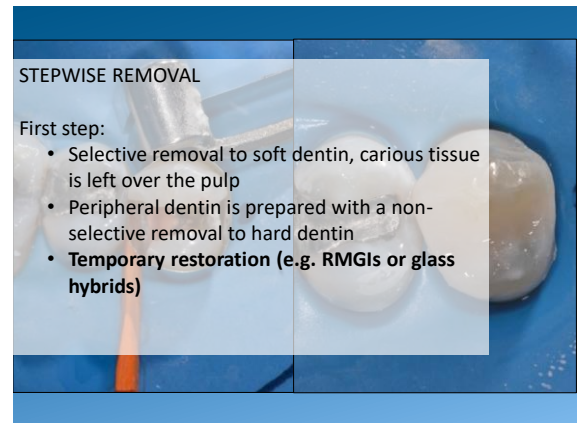 STEPWISE REMOVAL
First step:
• Selective removal to soft dentin, carious tissue
is left over the pulp
• Peripheral dentin is prepared with a non-
selective removal to hard dentin
• Temporary restoration (e.g. RMGIs or glass
hybrids)